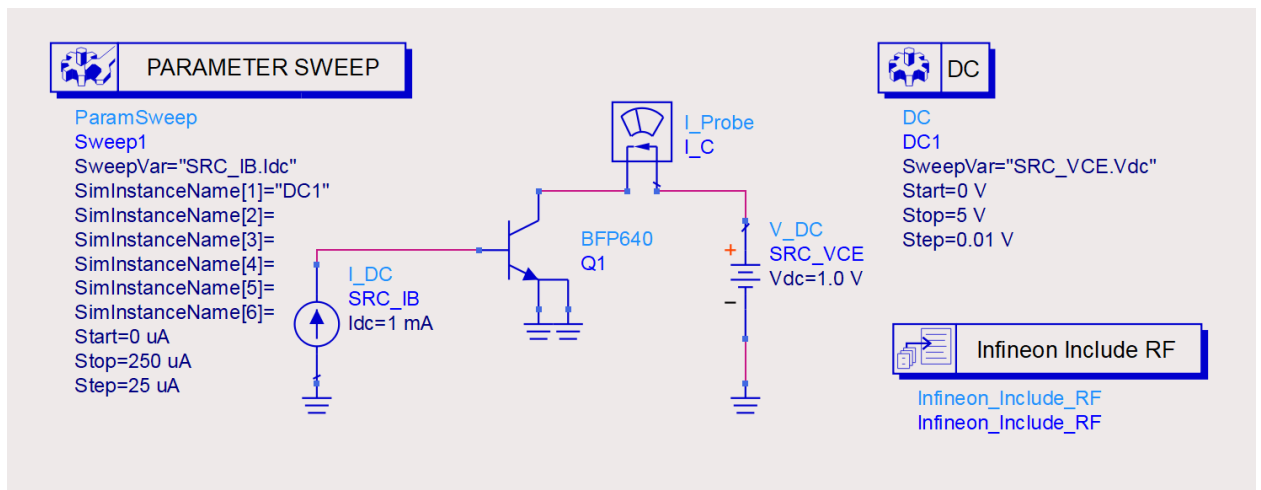 PARAMETER SWEEP
ParamSweep
Sweep1
SweepVar="SRC_IB.Idc"
SimInstanceName[1]="DC1"
SimInstanceName[2]=
SimInstanceName[3]=
SimInstanceName[4]=
SimInstanceName[5]=
SimInstanceName[6]=
Start=0 uA
Stop=250 uA
Step=25 uA
I_DC
SRC_IB
Idc=1 mA
BFP640
Q1
I_Probe
I_C
V_DC
SRC_VCE
Vdc=1.0 V
+
−
DC
DC
DC1
SweepVar="SRC_VCE.Vdc"
Start=0 V
Stop=5 V
Step=0.01 V
Infineon Include RF
Infineon_Include_RF
Infineon_Include_RF